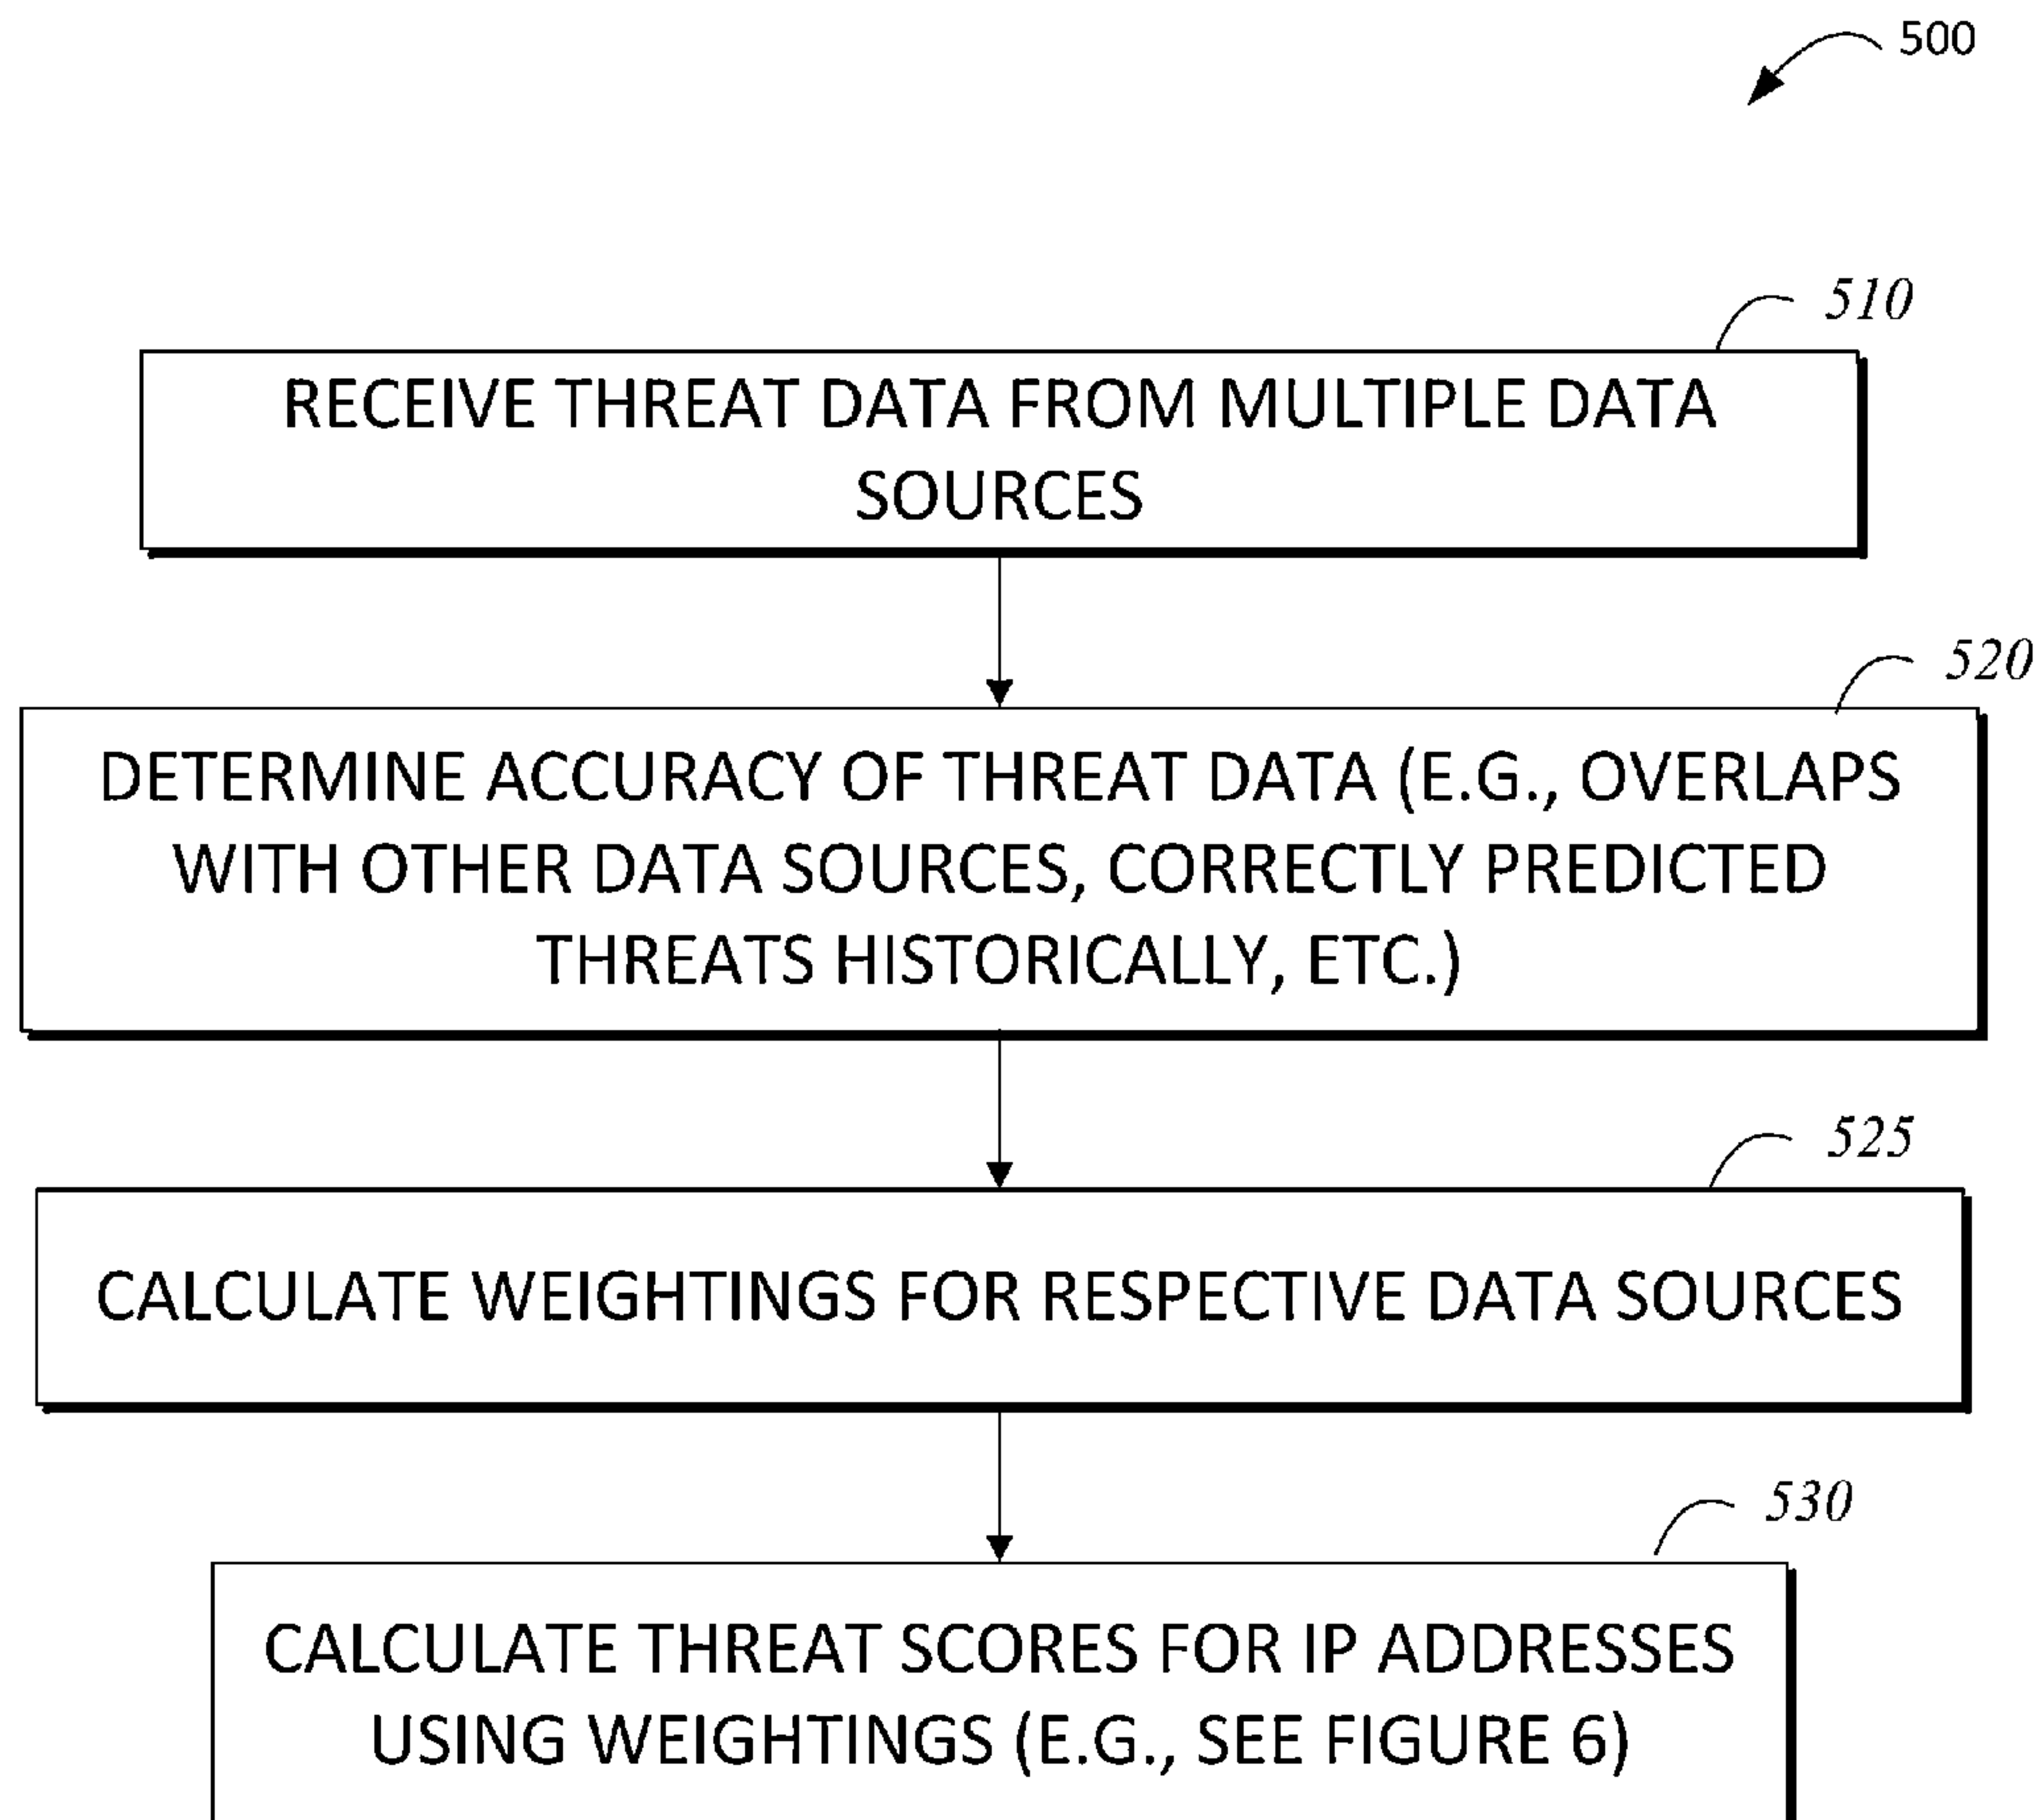 500
510
RECEIVE THREAT DATA FROM MULTIPLE DATA
SOURCES
520
DETERMINE ACCURACY OF THREAT DATA (E.G., OVERLAPS
WITH OTHER DATA SOURCES, CORRECTLY PREDICTED
THREATS HISTORICALLY, ETC.)
525
CALCULATE WEIGHTINGS FOR RESPECTIVE DATA SOURCES
530
CALCULATE THREAT SCORES FOR IP ADDRESSES
USING WEIGHTINGS (E.G., SEE FIGURE 6)